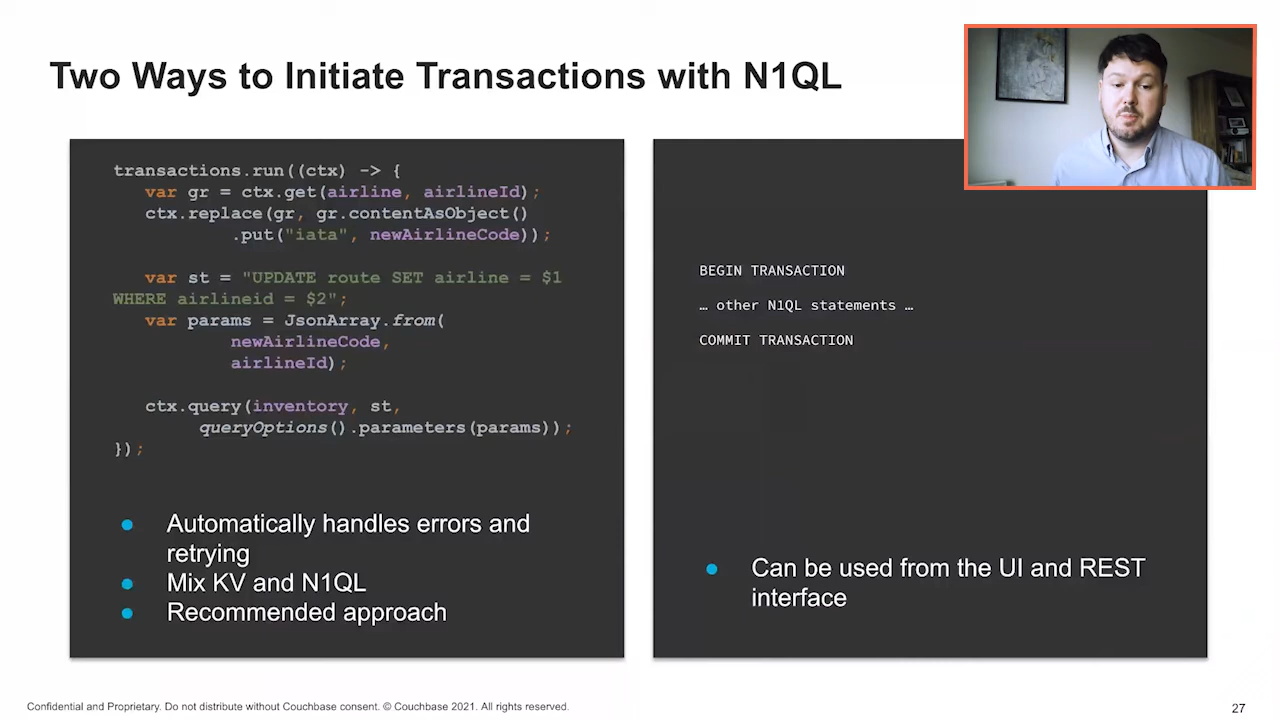 Two Ways to Initiate Transactions with N1QL
transactions.run((ctx) -> {
var gr = ctx.get(airline, airlineId);
ctx.replace(gr, gr.contentAsObject()
.put("iata", newAirlineCode));
var st = "UPDATE route SET airline = $1
WHERE airlineid = $2";
var params = JsonArray.from(
newAirlineCode,
airlineId);
ctx.query(inventory, st,
queryOptions().parameters(params));
});
● Automatically handles errors and
retrying
● Mix KV and N1QL
● Recommended approach
BEGIN TRANSACTION
… other N1QL statements …
COMMIT TRANSACTION
● Can be used from the UI and REST
interface
Confidential and Proprietary. Do not distribute without Couchbase consent. © Couchbase 2021. All rights reserved.
27